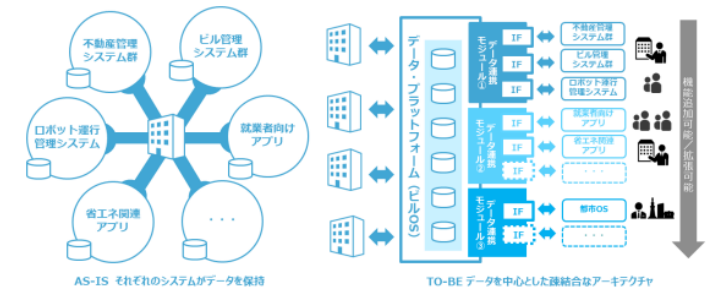 不動産管理
システム群
ビル管理
システム群
ロボット運行
管理システム
就業者向け
アプリ
省エネ関連
アプリ
・・・
AS-IS それぞれのシステムがデータを保持
データ・プラットフォーム（ビルOS）
データ連携
モジュール①
IF
IF
IF
不動産管理
システム群
ビル管理
システム群
ロボット運行
管理システム
データ連携
モジュール②
IF
IF
IF
就業者向け
アプリ
省エネ関連
アプリ
・・・
データ連携
モジュール③
IF
IF
都市OS
・・・
機能追加可能／拡張可能
TO-BE データを中心とした疎結合なアーキテクチャ